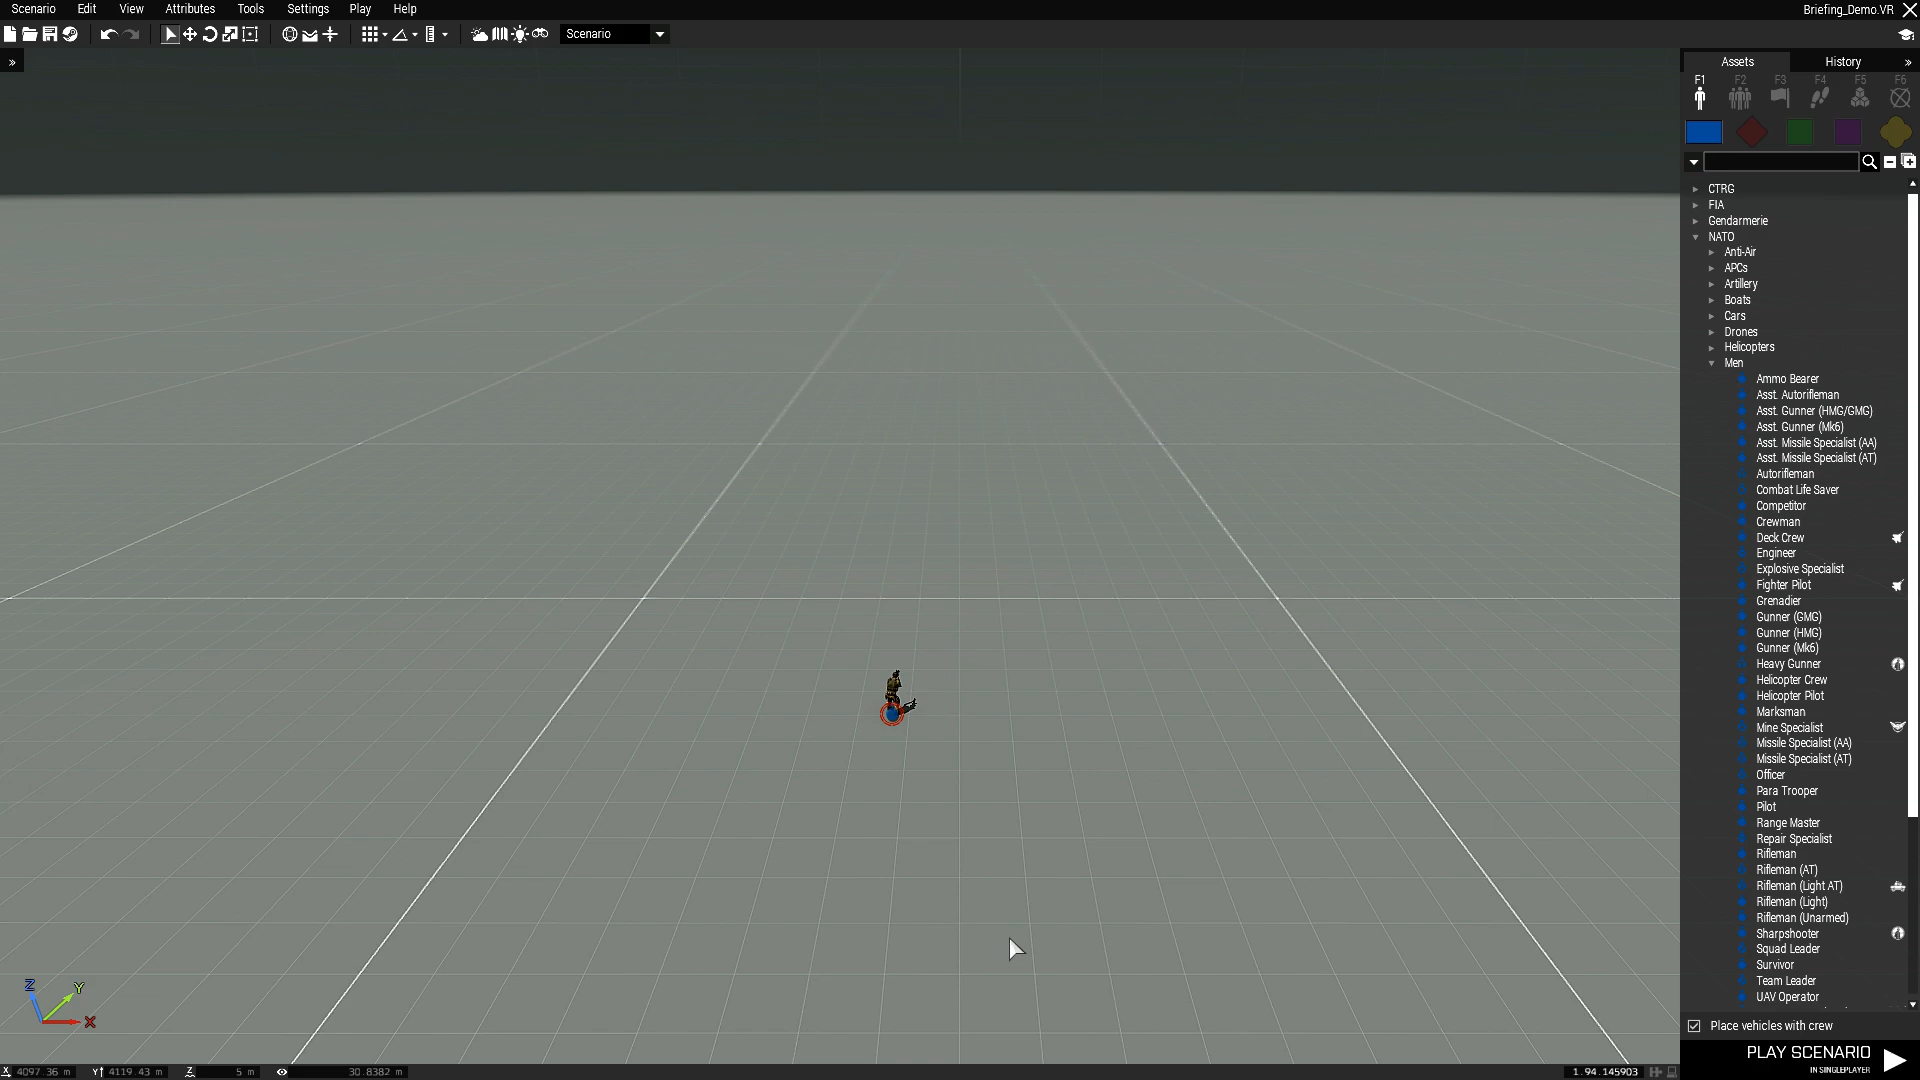 Scenario Edit View Attributes Tools Settings Play Help Briefing_Demo.VR
Scenario
Assets History
F1 F2 F3 F4 F5 F6
CTRG
FIA
Gendarmerie
NATO
Anti-Air
APCs
Artillery
Boats
Cars
Drones
Helicopters
Men
Ammo Bearer
Asst. Autorifleman
Asst. Gunner (HMG/GMG)
Asst. Gunner (Mk6)
Asst. Missile Specialist (AA)
Asst. Missile Specialist (AT)
Autorifleman
Combat Life Saver
Competitor
Crewman
Deck Crew
Engineer
Explosive Specialist
Fighter Pilot
Grenadier
Gunner (GMG)
Gunner (HMG)
Gunner (Mk6)
Heavy Gunner
Helicopter Crew
Helicopter Pilot
Marksman
Mine Specialist
Missile Specialist (AA)
Missile Specialist (AT)
Officer
Para Trooper
Pilot
Range Master
Repair Specialist
Rifleman
Rifleman (AT)
Rifleman (Light AT)
Rifleman (Light)
Rifleman (Unarmed)
Sharpshooter
Squad Leader
Survivor
Team Leader
UAV Operator
Place vehicles with crew
PLAY SCENARIO
IN SINGLEPLAYER
Z Y X
X 4097.36 m Y 4119.43 m Z 5 m 30.8382 m 1.94.145903